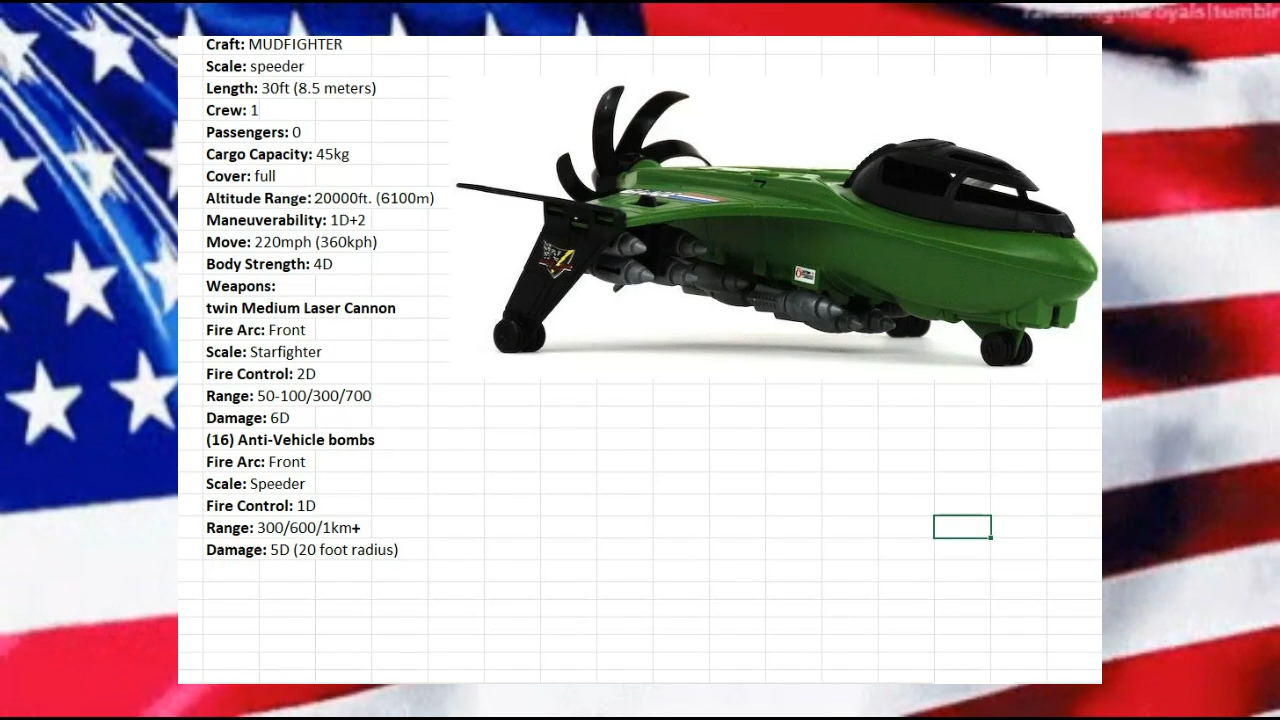 Craft: MUDFIGHTER
Scale: speeder
Length: 30ft (8.5 meters)
Crew: 1
Passengers: 0
Cargo Capacity: 45kg
Cover: full
Altitude Range: 20000ft. (6100m)
Maneuverability: 1D+2
Move: 220mph (360kph)
Body Strength: 4D
Weapons:
twin Medium Laser Cannon
Fire Arc: Front
Scale: Starfighter
Fire Control: 2D
Range: 50-100/300/700
Damage: 6D
(16) Anti-Vehicle bombs
Fire Arc: Front
Scale: Speeder
Fire Control: 1D
Range: 300/600/1km+
Damage: 5D (20 foot radius)